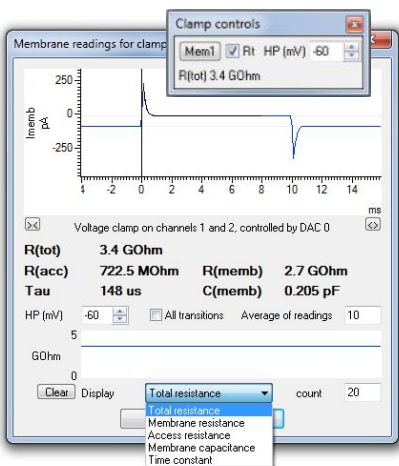 Clamp controls
Mem1 Rt HP (mV) -60
R(tot) 3.4 GOhm
Membrane readings for clamp
Imemb
pA
250
0
-250
4 -2 0 2 4 6 8 10 12 14
ms
Voltage clamp on channels 1 and 2, controlled by DAC 0
R(tot) 3.4 GOhm
R(acc) 722.5 MOhm R(memb) 2.7 GOhm
Tau 148 us C(memb) 0.205 pF
HP (mV) -60 All transitions Average of readings 10
5
GOhm
0
Clear Display Total resistance count 20
Total resistance
Membrane resistance
Access resistance
Membrane capacitance
Time constant